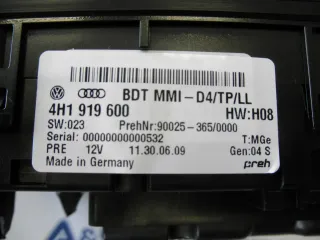 BDT MMI-D4/TP/LL
4H1 919 600 HW:H08
SW:023 PrehNr:90025-365/0000
Serial: 00000000000532 T:MGe
PRE 12V 11.30.06.09 Gen:04 S
Made in Germany preh